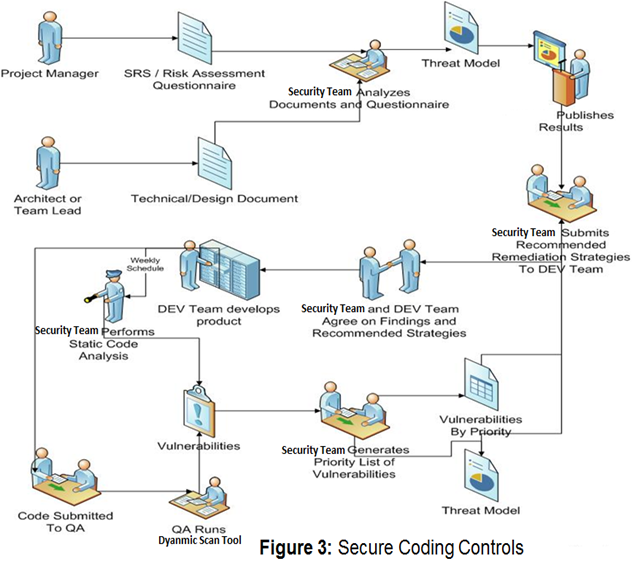 Project Manager
SRS / Risk Assessment
Questionnaire
Security Team Analyzes
Documents and Questionnaire
Threat Model
Publishes
Results
Architect or
Team Lead
Technical/Design Document
Security Team Submits
Recommended
Remediation Strategies
To DEV Team
Security Team and DEV Team
Agree on Findings and
Recommended Strategies
DEV Team develops
product
Weekly
Schedule
Security Team Performs
Static Code
Analysis
Vulnerabilities
Security Team Generates
Priority List of
Vulnerabilities
Vulnerabilities
By Priority
Threat Model
Code Submitted
To QA
QA Runs
Dyanmic Scan Tool
Figure 3: Secure Coding Controls